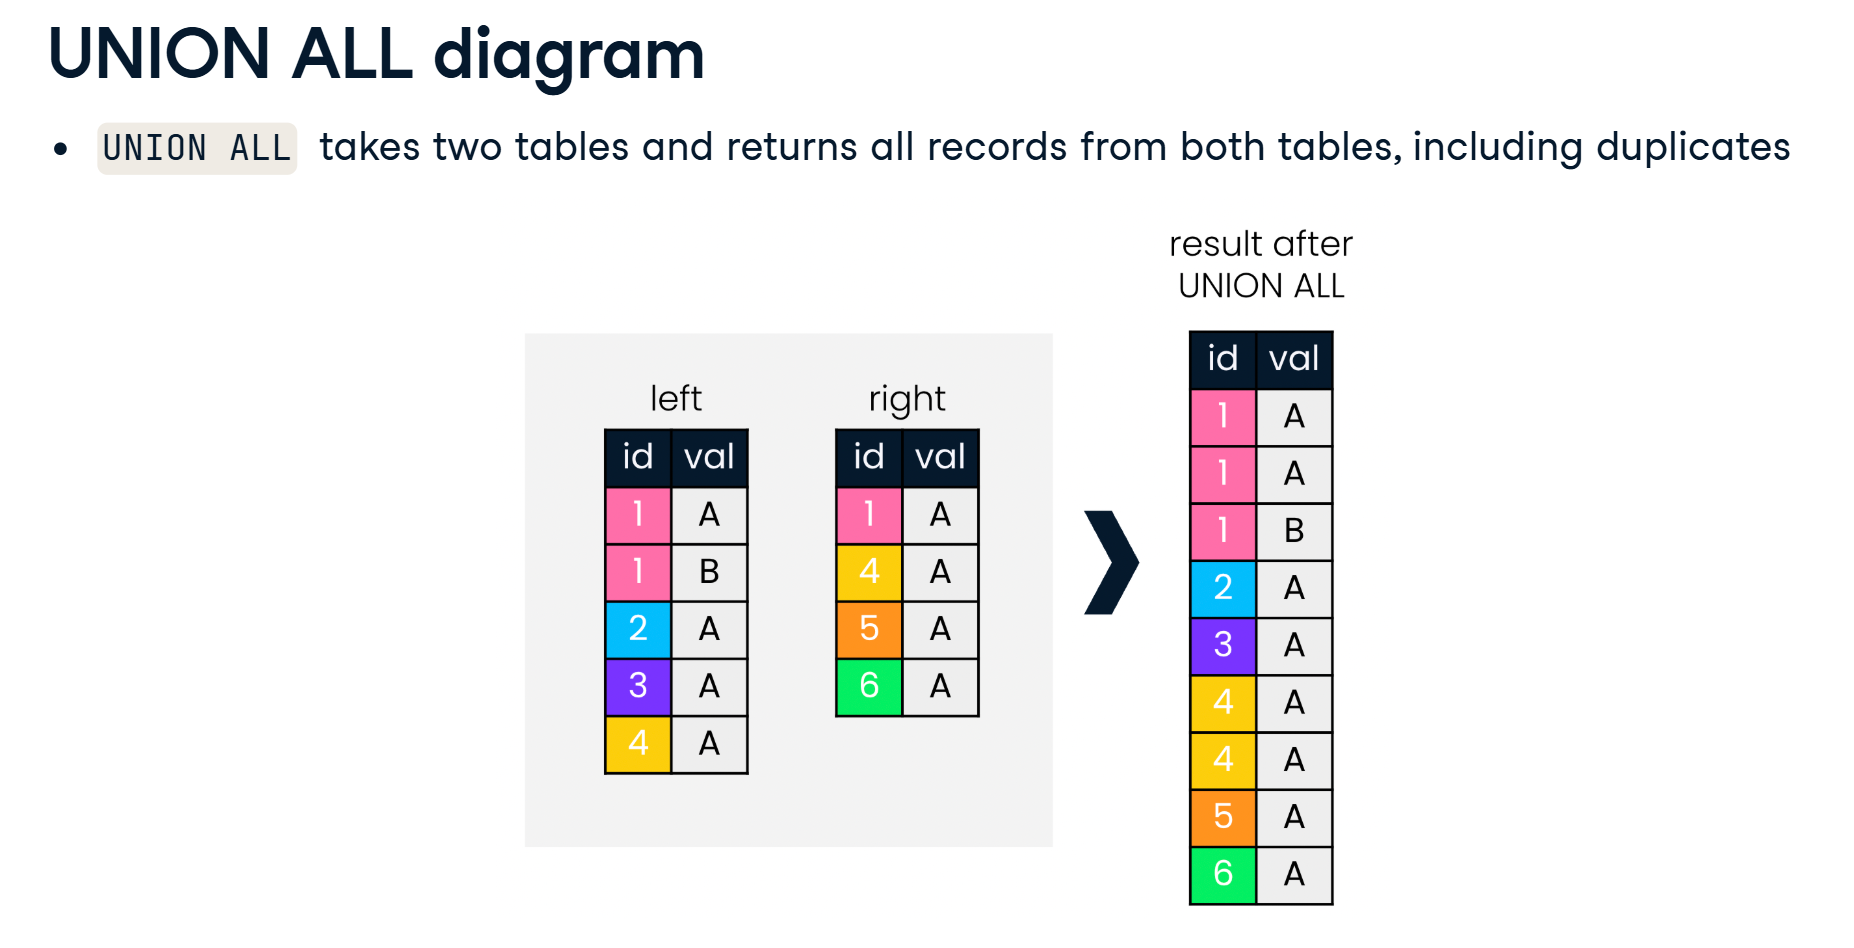 UNION ALL diagram
• UNION ALL takes two tables and returns all records from both tables, including duplicates
result after
UNION ALL
left
id val
1 A
1 B
2 A
3 A
4 A
right
id val
1 A
4 A
5 A
6 A
id val
1 A
1 A
1 B
2 A
3 A
4 A
4 A
5 A
6 A